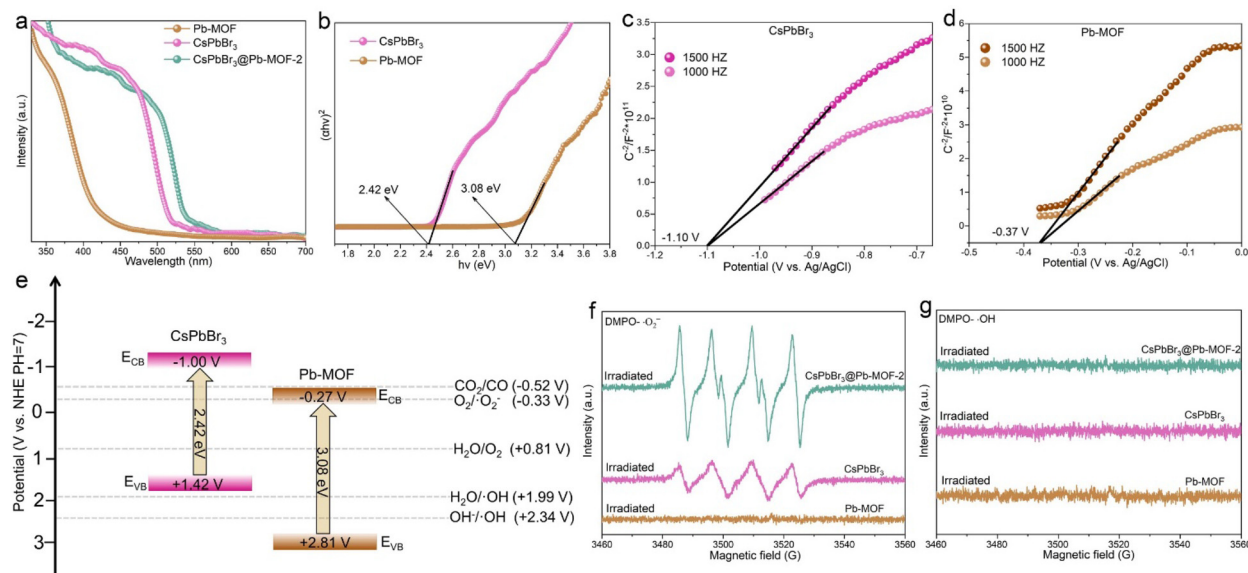 a
Pb-MOF
CsPbBr₃
CsPbBr₃@Pb-MOF-2
Intensity (a.u.)
400 450 500 550 600 650 700
Wavelength (nm)
b
CsPbBr₃
Pb-MOF
(αhν)²
2.42 eV
3.08 eV
1.8 2.0 2.2 2.4 2.6 2.8 3.0 3.2 3.4 3.6 3.8
hν (eV)
c
CsPbBr₃
1500 HZ
1000 HZ
C⁻²/F⁻²*10¹¹
3.5
3.0
2.5
2.0
1.5
1.0
0.5
0.0
-1.10 V
-1.2 -1.1 -1.0 -0.9 -0.8 -0.7
Potential (V vs. Ag/AgCl)
d
Pb-MOF
1500 HZ
1000 HZ
C⁻²/F⁻²*10¹⁰
6
5
4
3
2
1
0
-0.37 V
-0.5 -0.4 -0.3 -0.2 -0.1 0.0
Potential (V vs. Ag/AgCl)
e
Potential (V vs. NHE PH=7)
-2
-1
0
1
2
3
CsPbBr₃
E_CB
-1.00 V
2.42 eV
E_VB
+1.42 V
Pb-MOF
-0.27 V
E_CB
3.08 eV
+2.81 V
E_VB
CO₂/CO (-0.52 V)
O₂/·O₂⁻ (-0.33 V)
H₂O/O₂ (+0.81 V)
H₂O/·OH (+1.99 V)
OH⁻/·OH (+2.34 V)
f
DMPO- ·O₂⁻
Intensity (a.u.)
Irradiated
CsPbBr₃@Pb-MOF-2
Irradiated
CsPbBr₃
Irradiated
Pb-MOF
3460 3480 3500 3520 3540 3560
Magnetic field (G)
g
DMPO- ·OH
Intensity (a.u.)
Irradiated
CsPbBr₃@Pb-MOF-2
Irradiated
CsPbBr₃
Irradiated
Pb-MOF
3460 3480 3500 3520 3540 3560
Magnetic field (G)